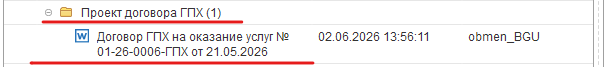 Проект договора ГПХ (1)
Договор ГПХ на оказание услуг № 02.06.2026 13:56:11 obmen_BGU
01-26-0006-ГПХ от 21.05.2026